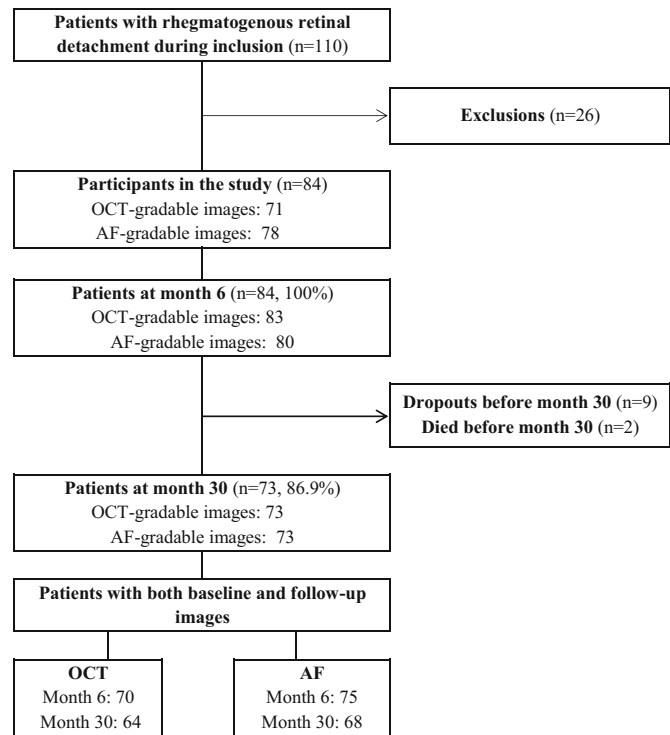 Patients with rhegmatogenous retinal
detachment during inclusion (n=110)
Exclusions (n=26)
Participants in the study (n=84)
OCT-gradable images: 71
AF-gradable images: 78
Patients at month 6 (n=84, 100%)
OCT-gradable images: 83
AF-gradable images: 80
Dropouts before month 30 (n=9)
Died before month 30 (n=2)
Patients at month 30 (n=73, 86.9%)
OCT-gradable images: 73
AF-gradable images: 73
Patients with both baseline and follow-up
images
OCT
Month 6: 70
Month 30: 64
AF
Month 6: 75
Month 30: 68